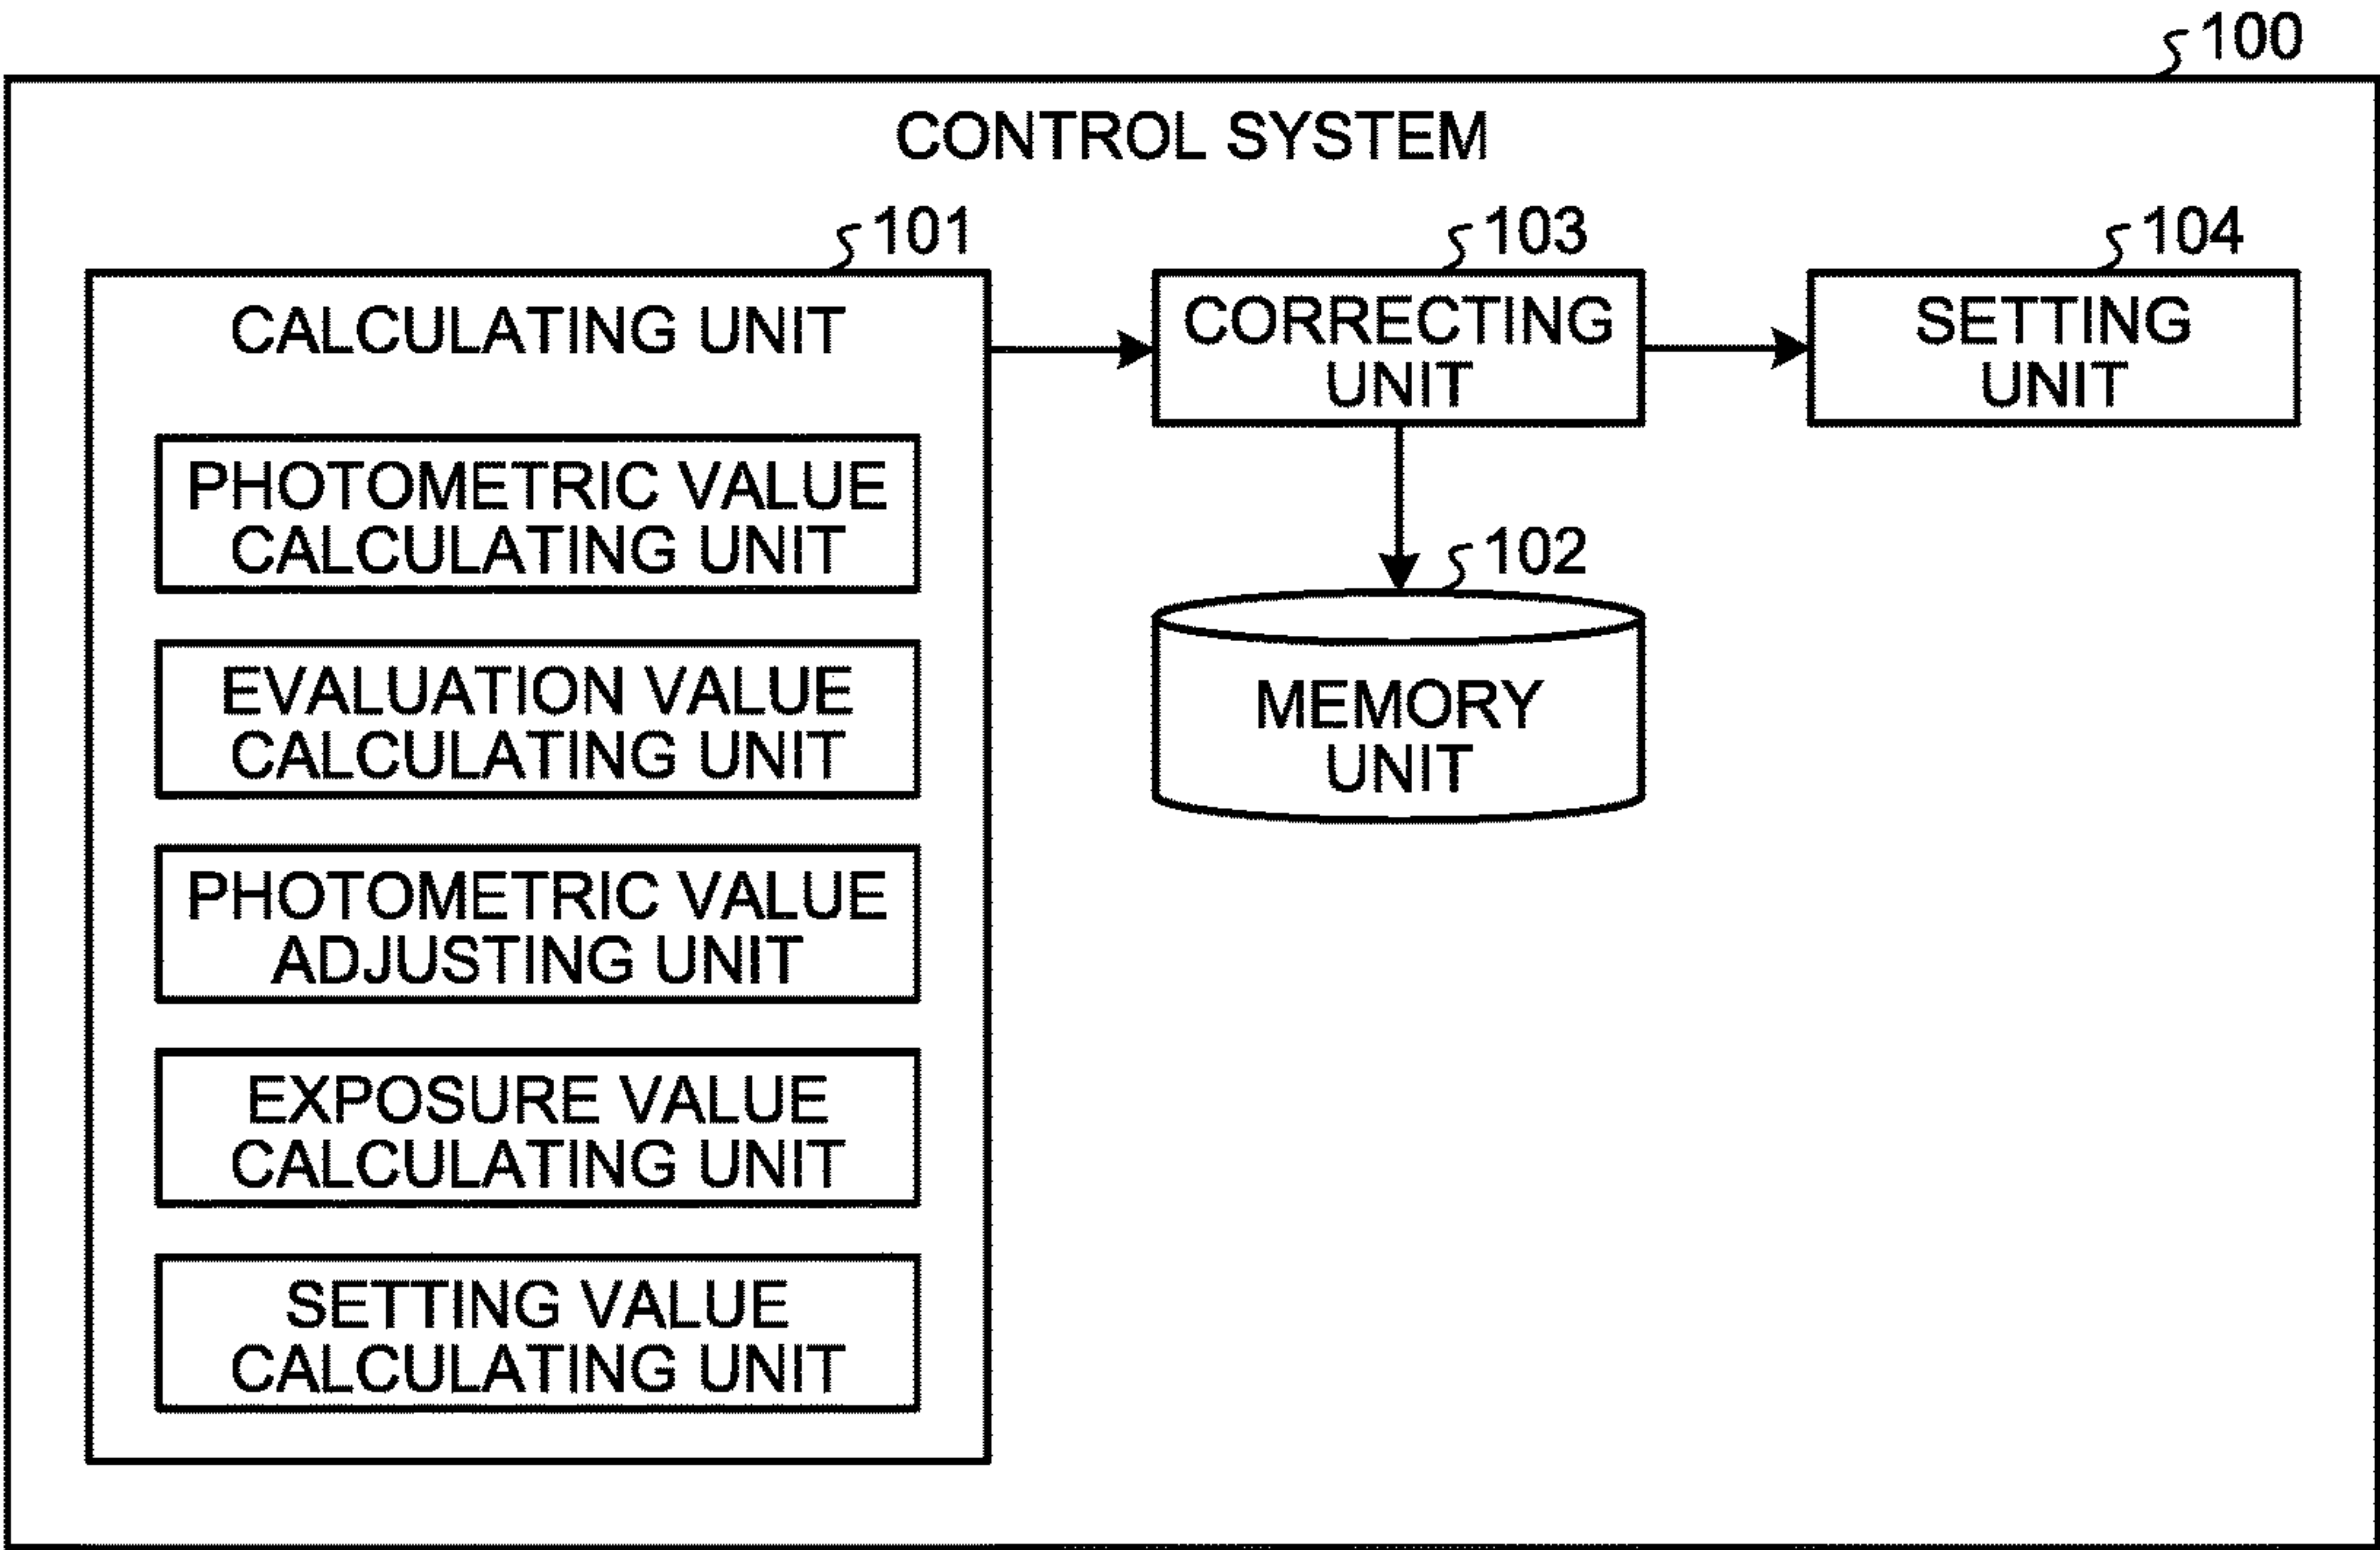 100
CONTROL SYSTEM
101
CALCULATING UNIT
PHOTOMETRIC VALUE
CALCULATING UNIT
EVALUATION VALUE
CALCULATING UNIT
PHOTOMETRIC VALUE
ADJUSTING UNIT
EXPOSURE VALUE
CALCULATING UNIT
SETTING VALUE
CALCULATING UNIT
103
CORRECTING
UNIT
102
MEMORY
UNIT
104
SETTING
UNIT